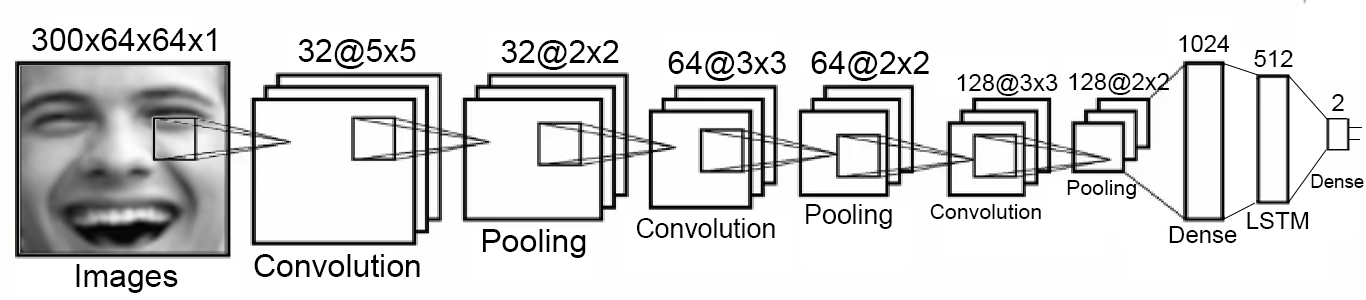 300x64x64x1
Images
32@5x5
Convolution
32@2x2
Pooling
64@3x3
Convolution
64@2x2
Pooling
128@3x3
Convolution
128@2x2
Pooling
1024
Dense
512
LSTM
2
Dense